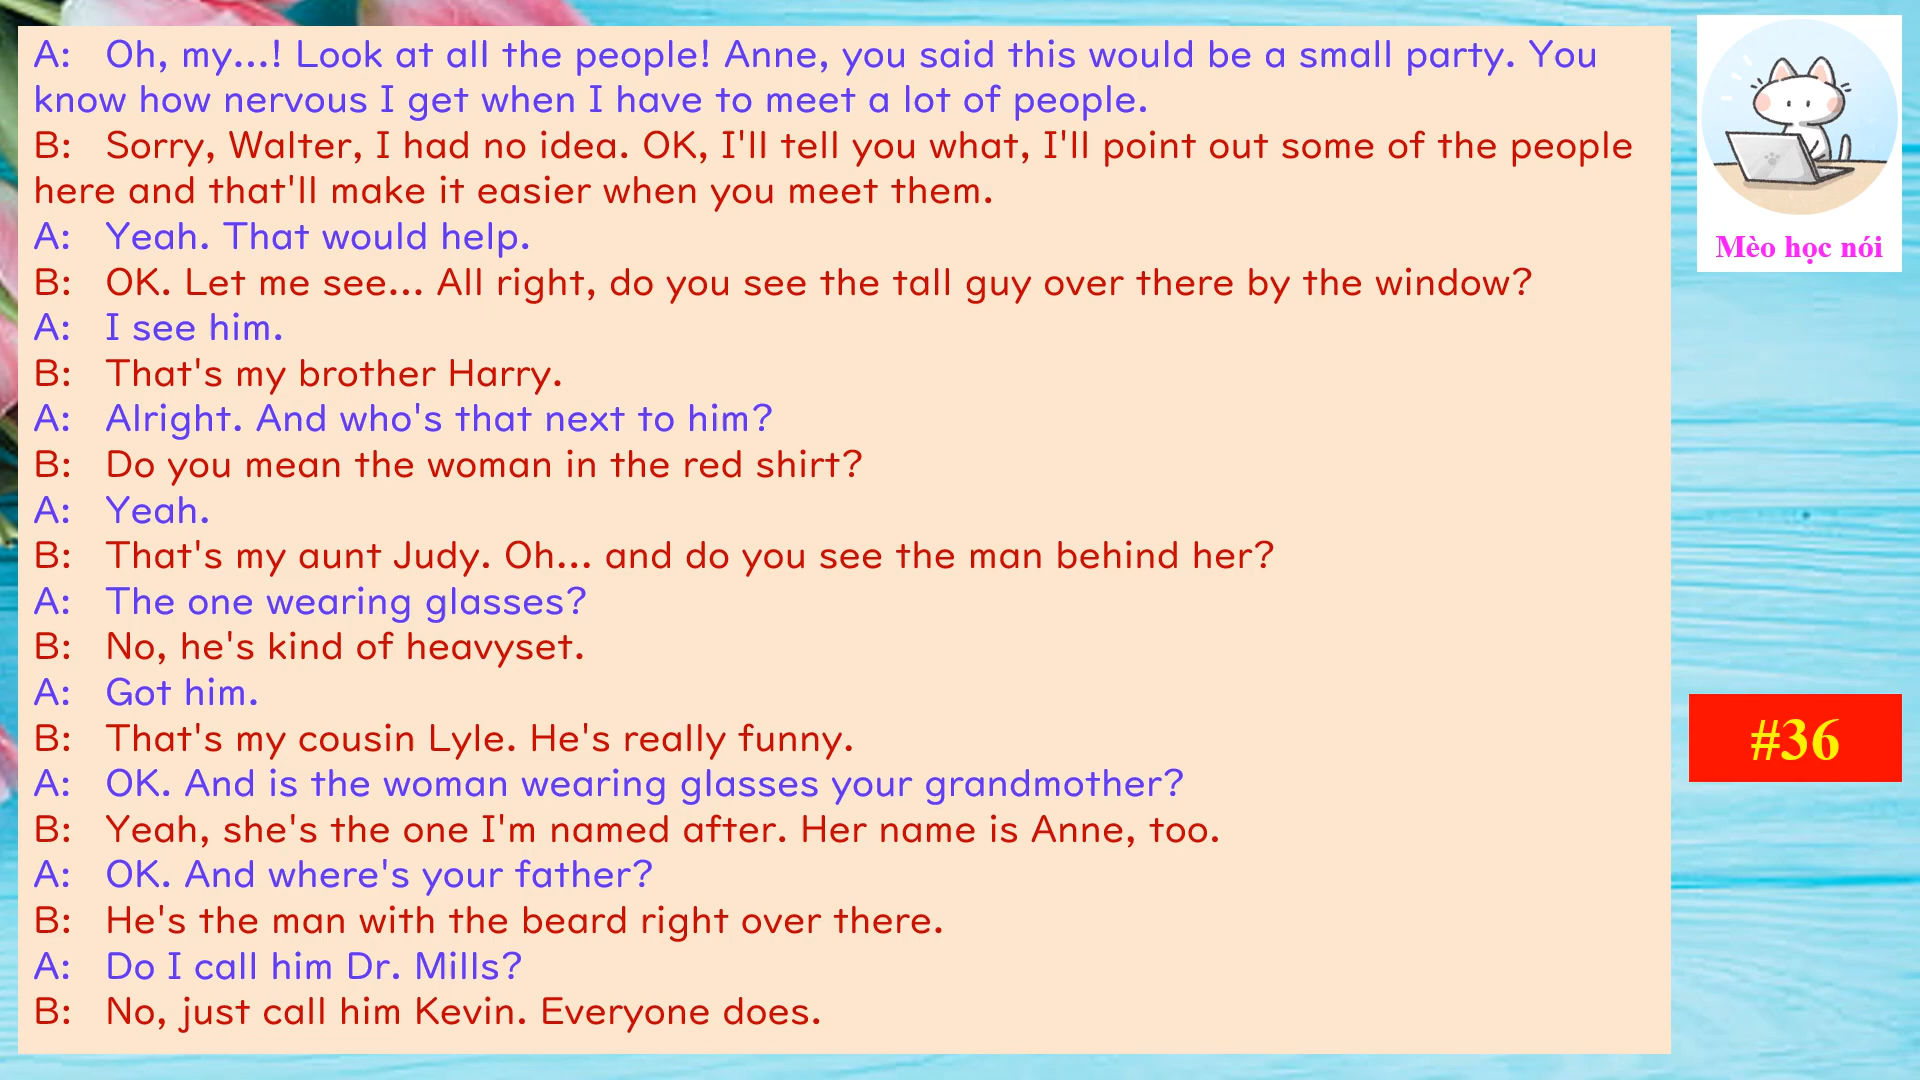 A: Oh, my...! Look at all the people! Anne, you said this would be a small party. You
know how nervous I get when I have to meet a lot of people.
B: Sorry, Walter, I had no idea. OK, I'll tell you what, I'll point out some of the people
here and that'll make it easier when you meet them.
A: Yeah. That would help.
B: OK. Let me see... All right, do you see the tall guy over there by the window?
A: I see him.
B: That's my brother Harry.
A: Alright. And who's that next to him?
B: Do you mean the woman in the red shirt?
A: Yeah.
B: That's my aunt Judy. Oh... and do you see the man behind her?
A: The one wearing glasses?
B: No, he's kind of heavyset.
A: Got him.
B: That's my cousin Lyle. He's really funny.
A: OK. And is the woman wearing glasses your grandmother?
B: Yeah, she's the one I'm named after. Her name is Anne, too.
A: OK. And where's your father?
B: He's the man with the beard right over there.
A: Do I call him Dr. Mills?
B: No, just call him Kevin. Everyone does.
Mèo học nói
#36